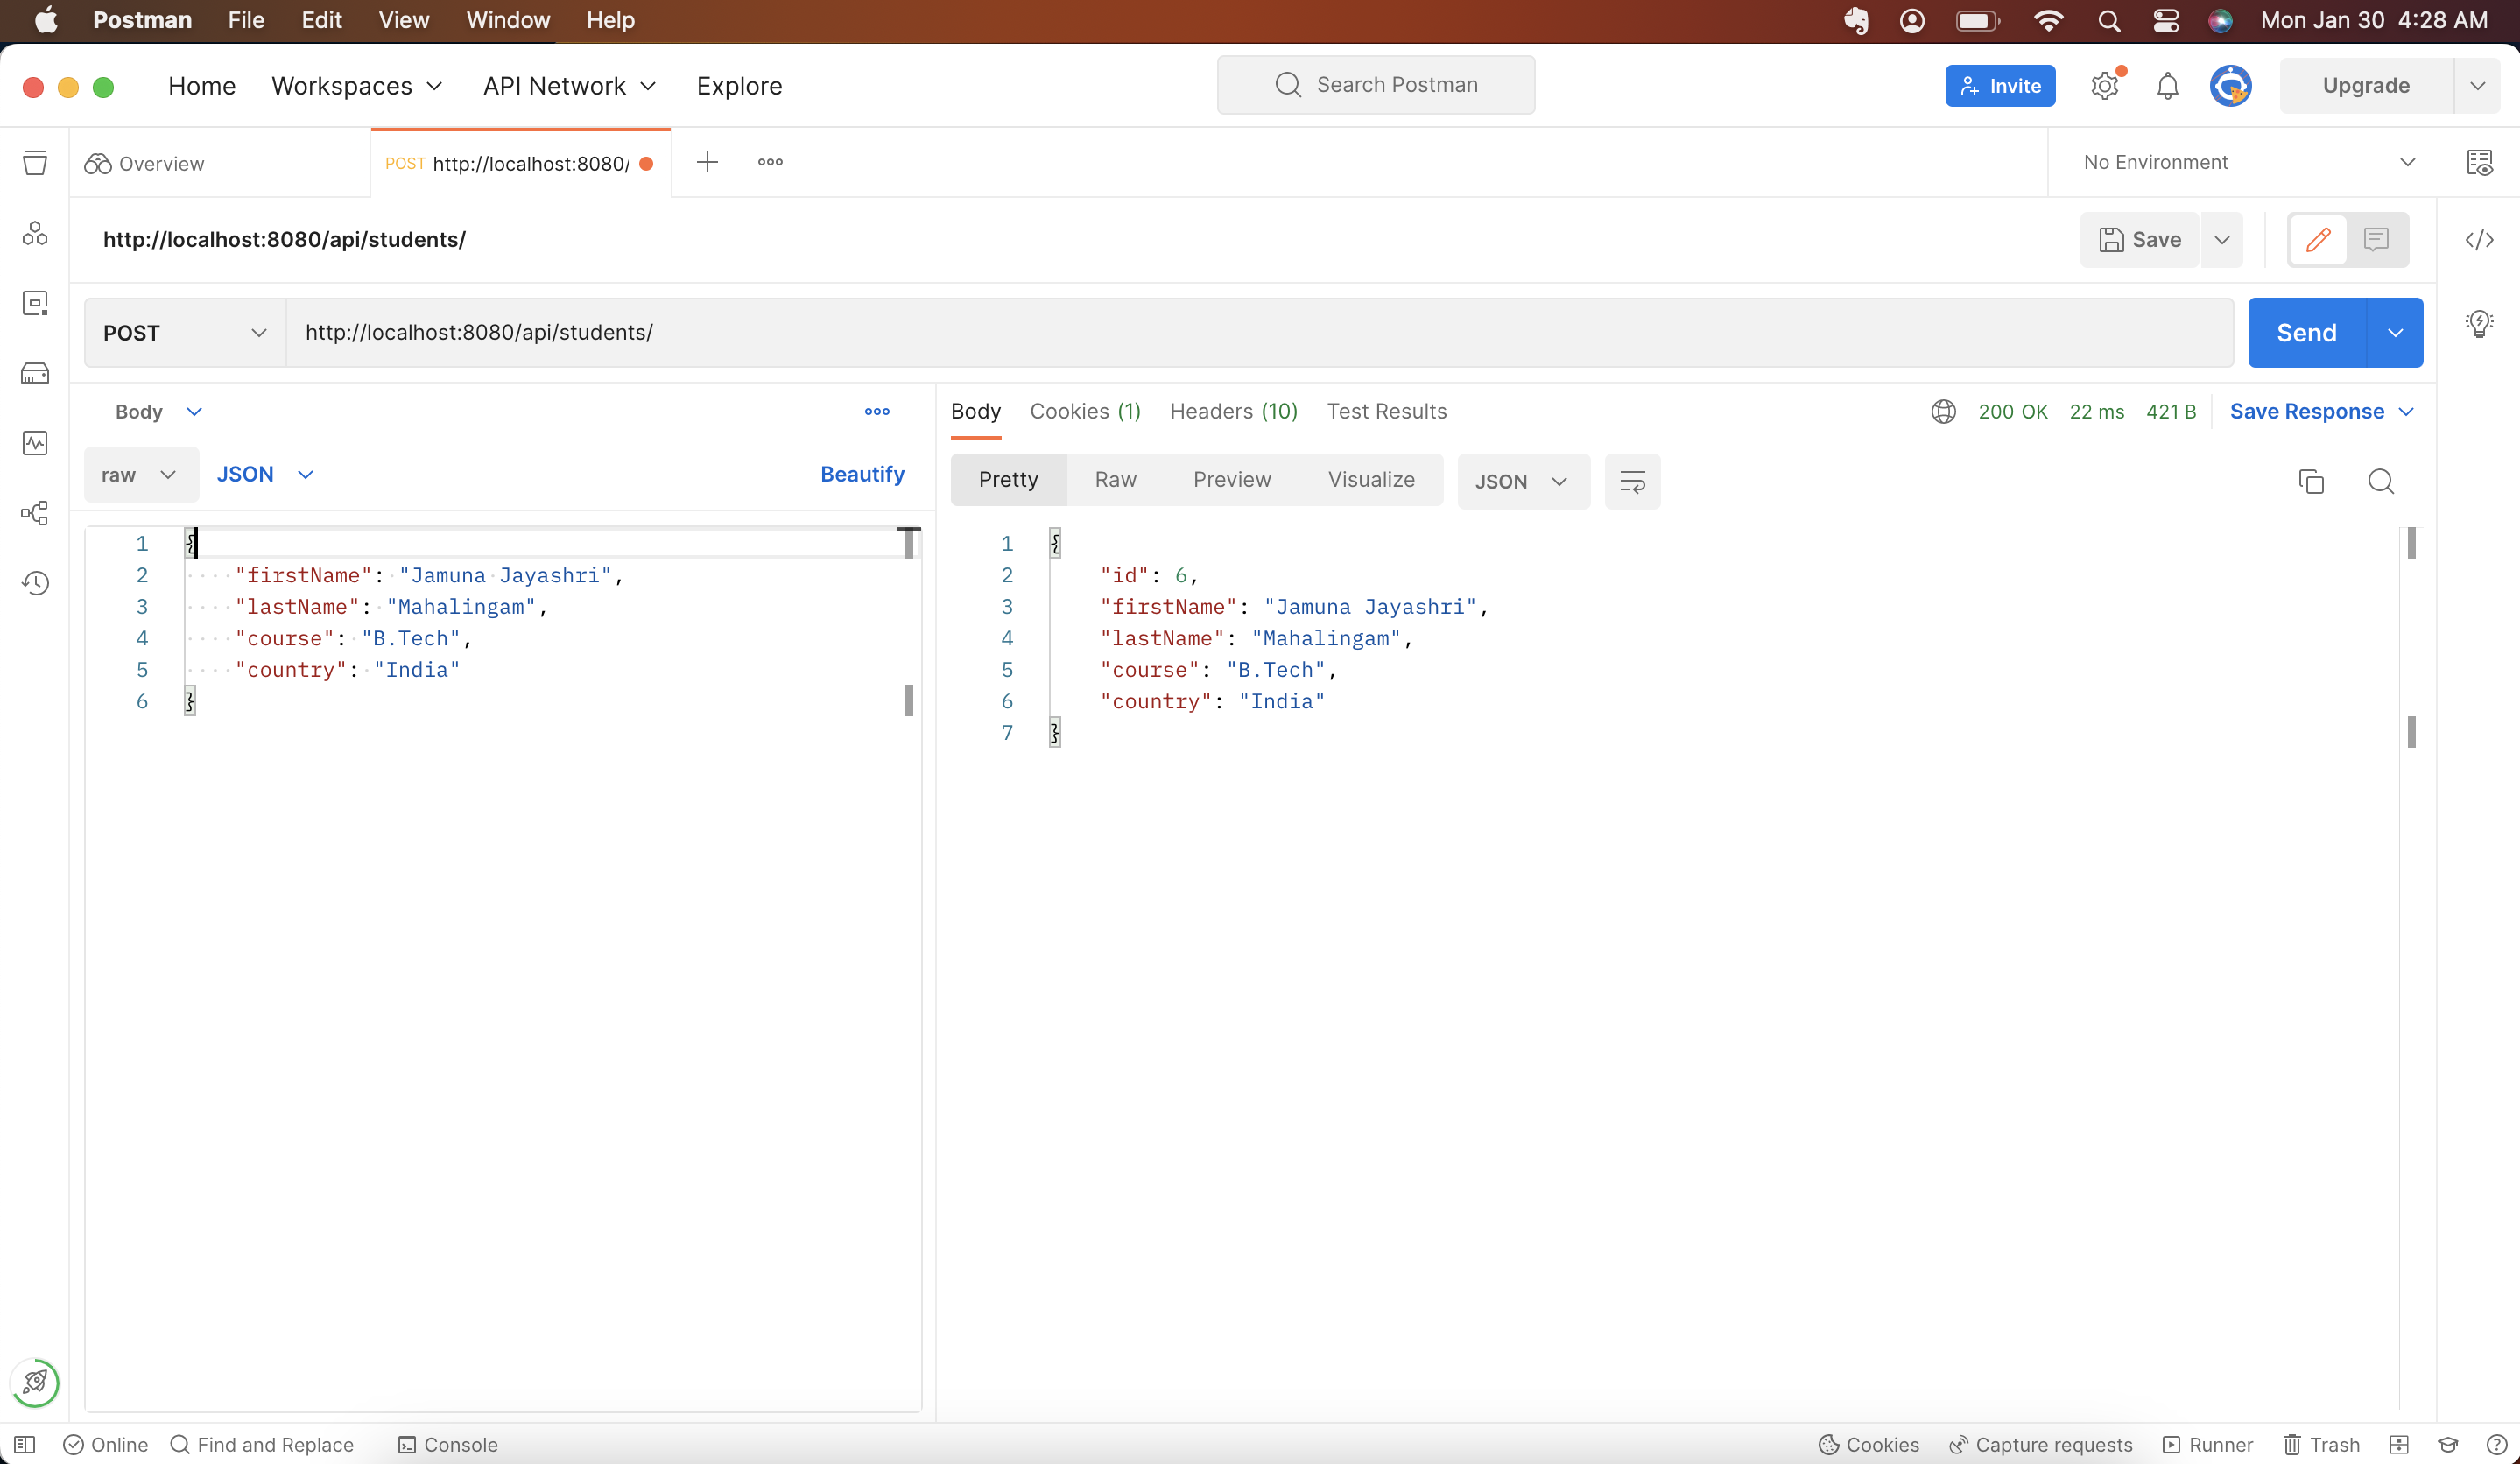 Postman File Edit View Window Help Mon Jan 30 4:28 AM
Home Workspaces API Network Explore Search Postman Invite Upgrade
Overview POST http://localhost:8080/ No Environment
http://localhost:8080/api/students/ Save
POST http://localhost:8080/api/students/ Send
Body
raw JSON Beautify
1 {
2 "firstName": "Jamuna Jayashri",
3 "lastName": "Mahalingam",
4 "course": "B.Tech",
5 "country": "India"
6 }
Body Cookies (1) Headers (10) Test Results 200 OK 22 ms 421 B Save Response
Pretty Raw Preview Visualize JSON
1 {
2 "id": 6,
3 "firstName": "Jamuna Jayashri",
4 "lastName": "Mahalingam",
5 "course": "B.Tech",
6 "country": "India"
7 }
Online Find and Replace Console Cookies Capture requests Runner Trash